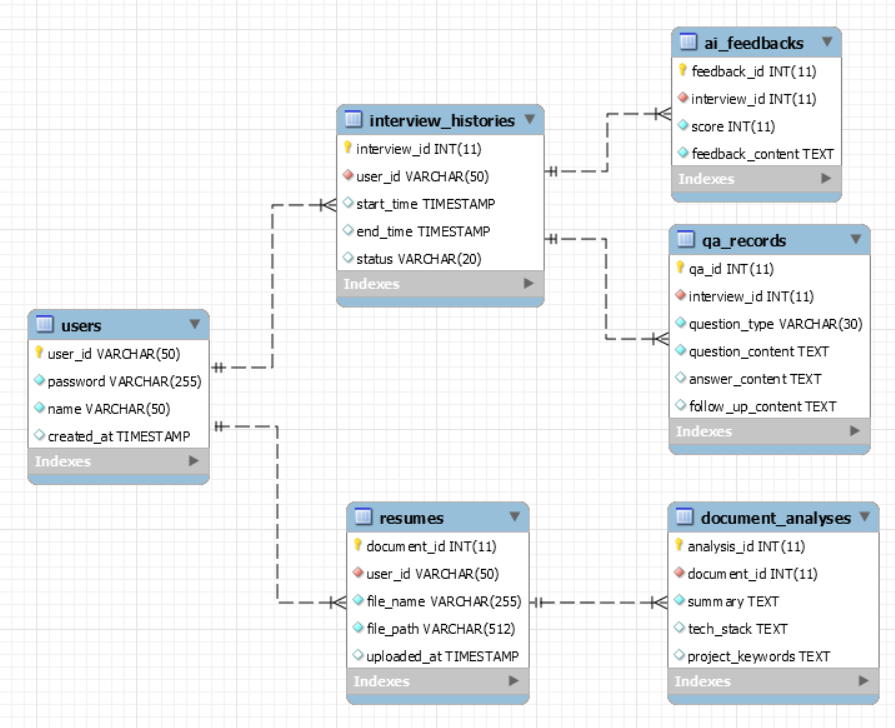 ai_feedbacks
feedback_id INT(11)
interview_id INT(11)
score INT(11)
feedback_content TEXT
Indexes
interview_histories
interview_id INT(11)
user_id VARCHAR(50)
start_time TIMESTAMP
end_time TIMESTAMP
status VARCHAR(20)
Indexes
qa_records
qa_id INT(11)
interview_id INT(11)
question_type VARCHAR(30)
question_content TEXT
answer_content TEXT
follow_up_content TEXT
Indexes
users
user_id VARCHAR(50)
password VARCHAR(255)
name VARCHAR(50)
created_at TIMESTAMP
Indexes
resumes
document_id INT(11)
user_id VARCHAR(50)
file_name VARCHAR(255)
file_path VARCHAR(512)
uploaded_at TIMESTAMP
Indexes
document_analyses
analysis_id INT(11)
document_id INT(11)
summary TEXT
tech_stack TEXT
project_keywords TEXT
Indexes